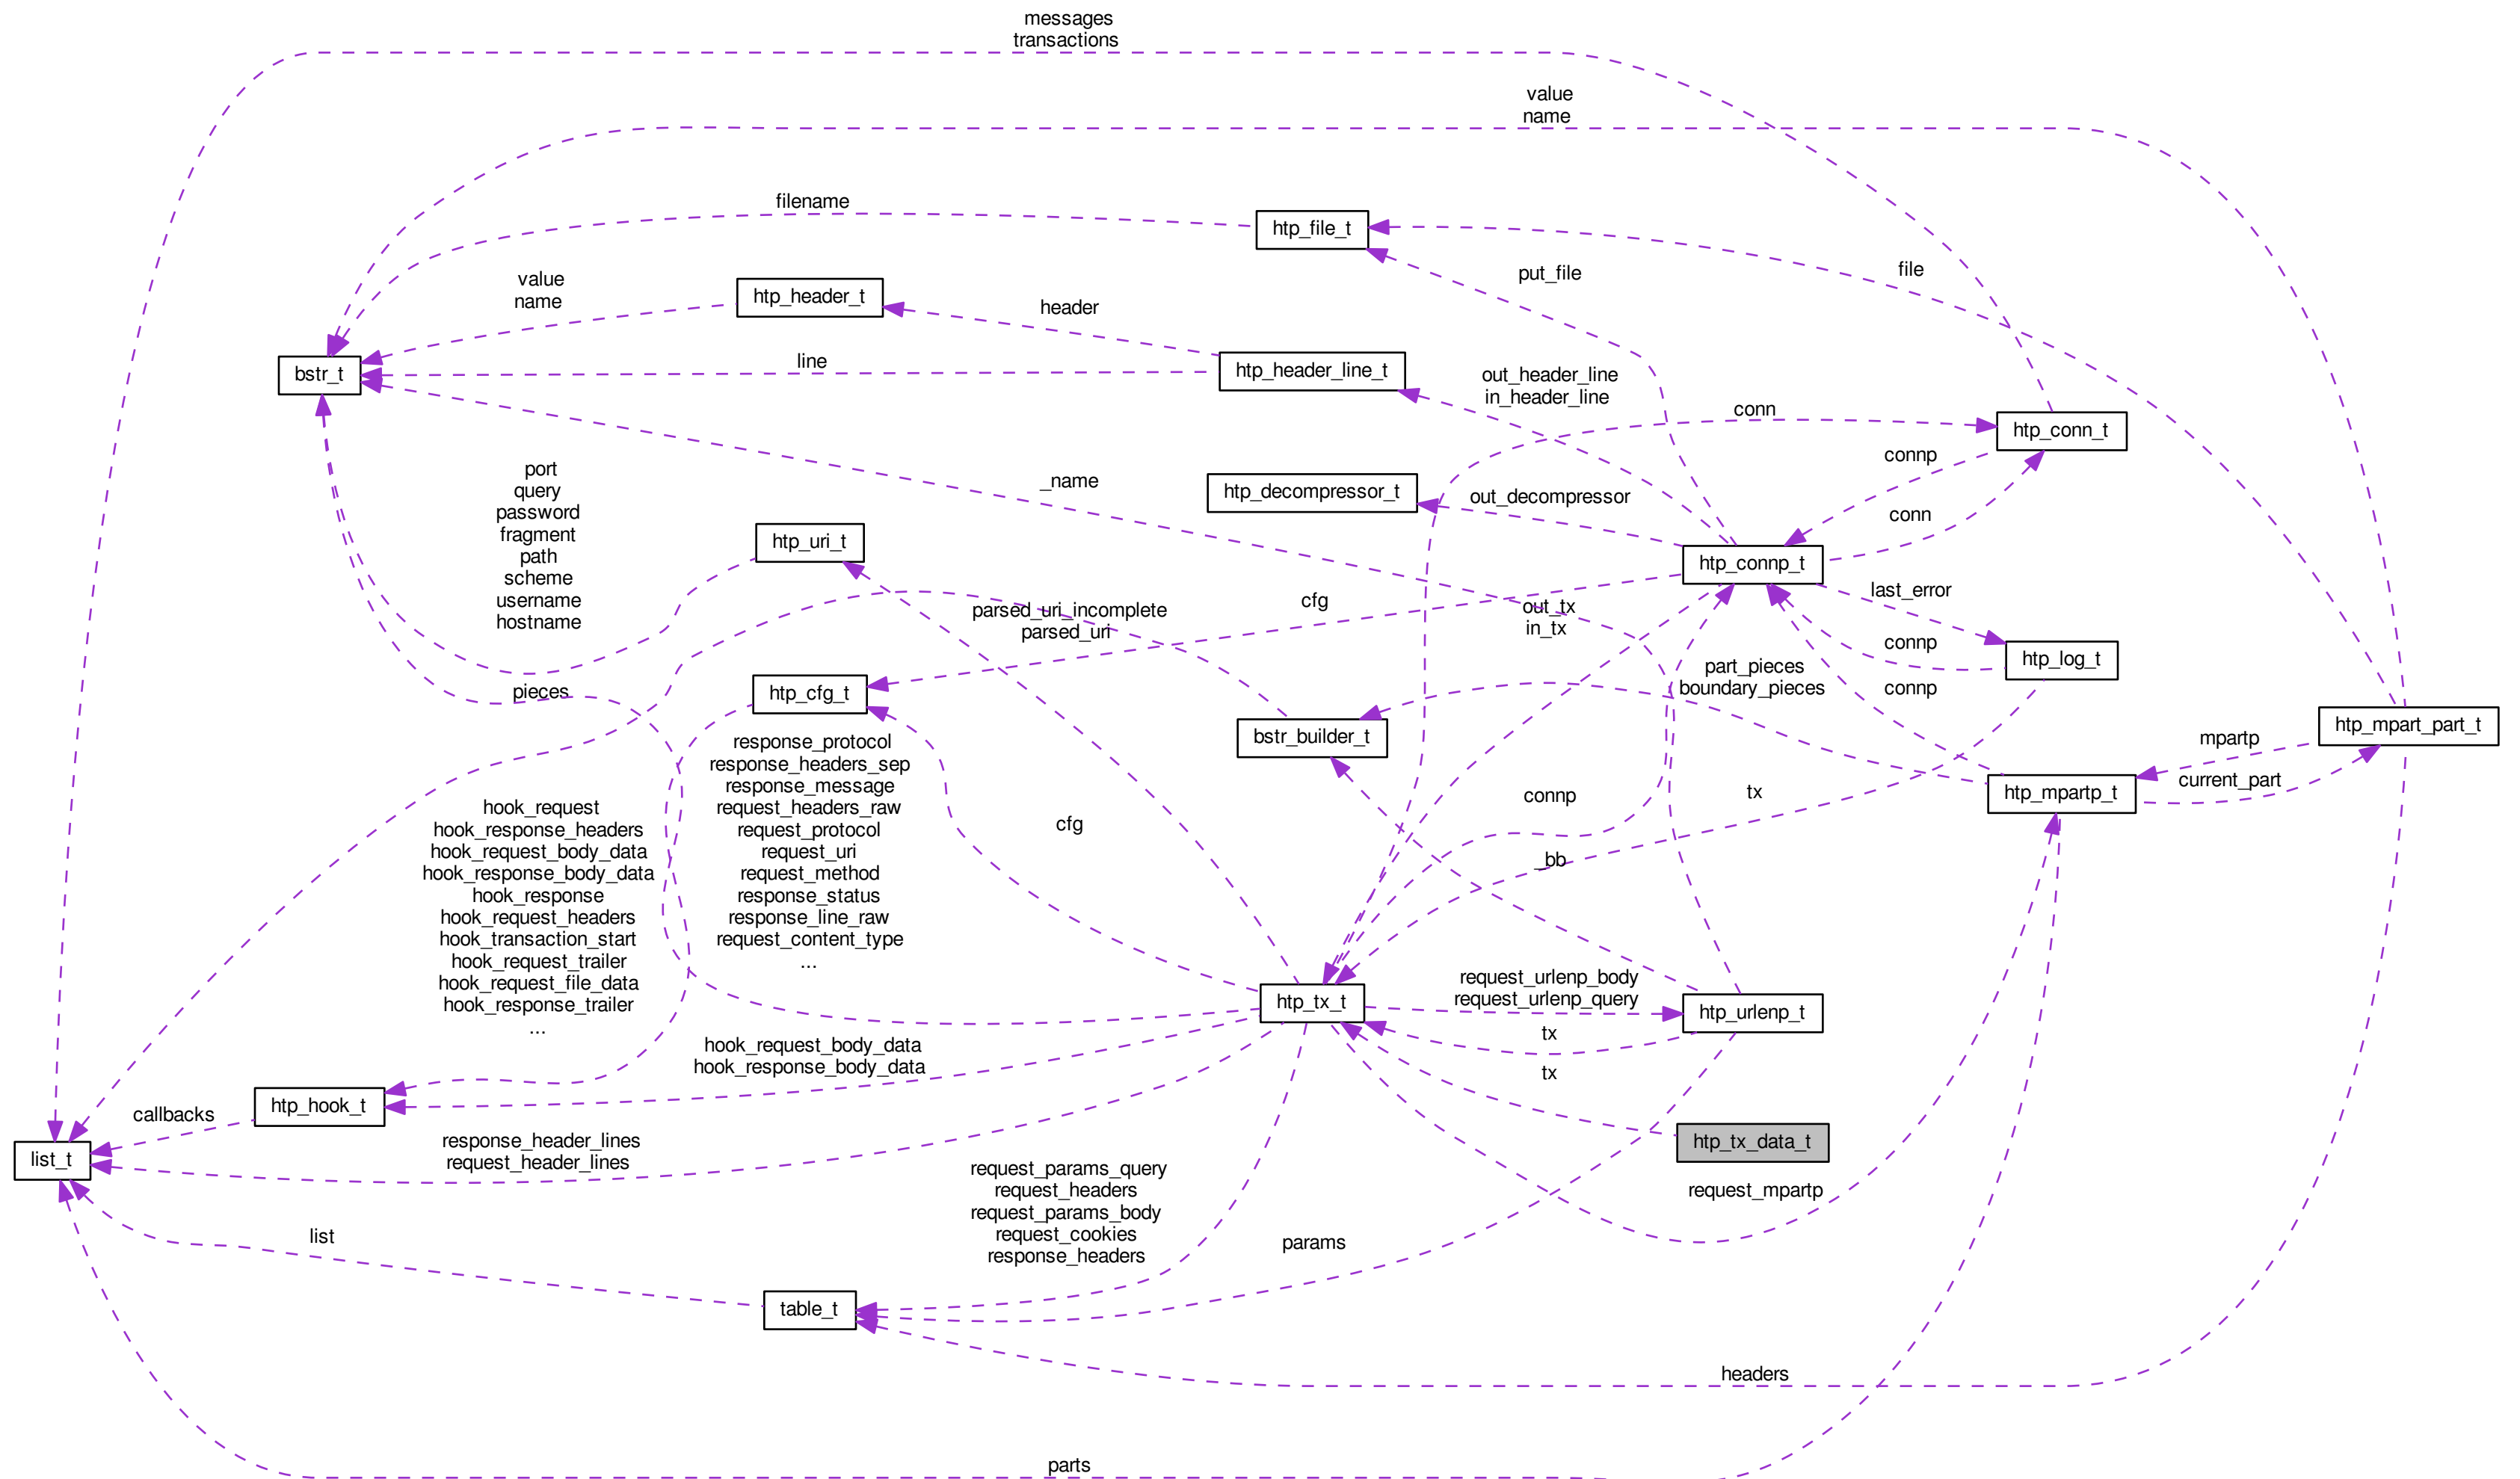 messages
transactions
value
name
filename
htp_file_t
file
put_file
value
name
htp_header_t
header
line
htp_header_line_t
out_header_line
in_header_line
bstr_t
conn
htp_conn_t
connp
port
query
password
fragment
path
scheme
username
hostname
_name
htp_decompressor_t
out_decompressor
conn
htp_uri_t
htp_connp_t
last_error
parsed_uri_incomplete
parsed_uri
cfg
out_tx
in_tx
connp
htp_log_t
pieces
htp_cfg_t
part_pieces
boundary_pieces
connp
bstr_builder_t
htp_mpart_part_t
mpartp
current_part
htp_mpartp_t
response_protocol
response_headers_sep
response_message
request_headers_raw
request_protocol
request_uri
request_method
response_status
response_line_raw
request_content_type
...
hook_request
hook_response_headers
hook_request_body_data
hook_response_body_data
hook_response
hook_request_headers
hook_transaction_start
hook_request_trailer
hook_request_file_data
hook_response_trailer
...
cfg
connp
tx
_bb
htp_tx_t
request_urlenp_body
request_urlenp_query
htp_urlenp_t
tx
hook_request_body_data
hook_response_body_data
tx
htp_hook_t
callbacks
htp_tx_data_t
list_t
response_header_lines
request_header_lines
request_params_query
request_headers
request_params_body
request_cookies
response_headers
request_mpartp
list
params
table_t
headers
parts